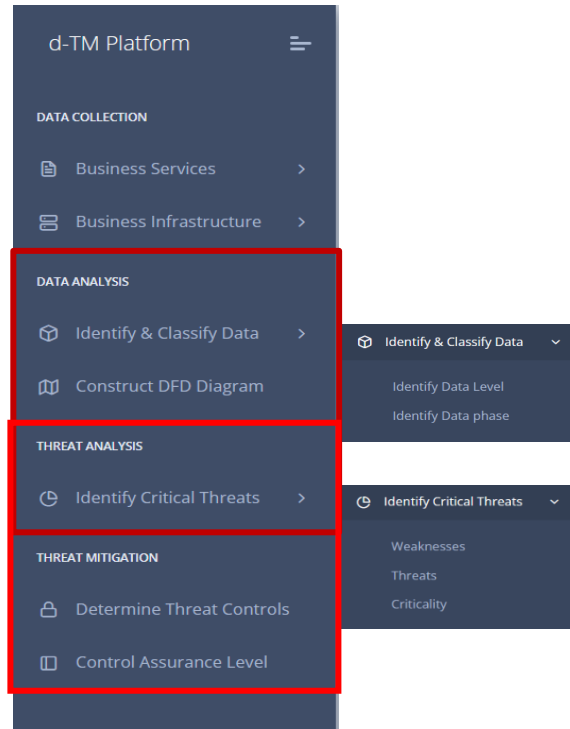 d-TM Platform
DATA COLLECTION
Business Services
Business Infrastructure
DATA ANALYSIS
Identify & Classify Data
Construct DFD Diagram
THREAT ANALYSIS
Identify Critical Threats
THREAT MITIGATION
Determine Threat Controls
Control Assurance Level
Identify & Classify Data
Identify Data Level
Identify Data phase
Identify Critical Threats
Weaknesses
Threats
Criticality